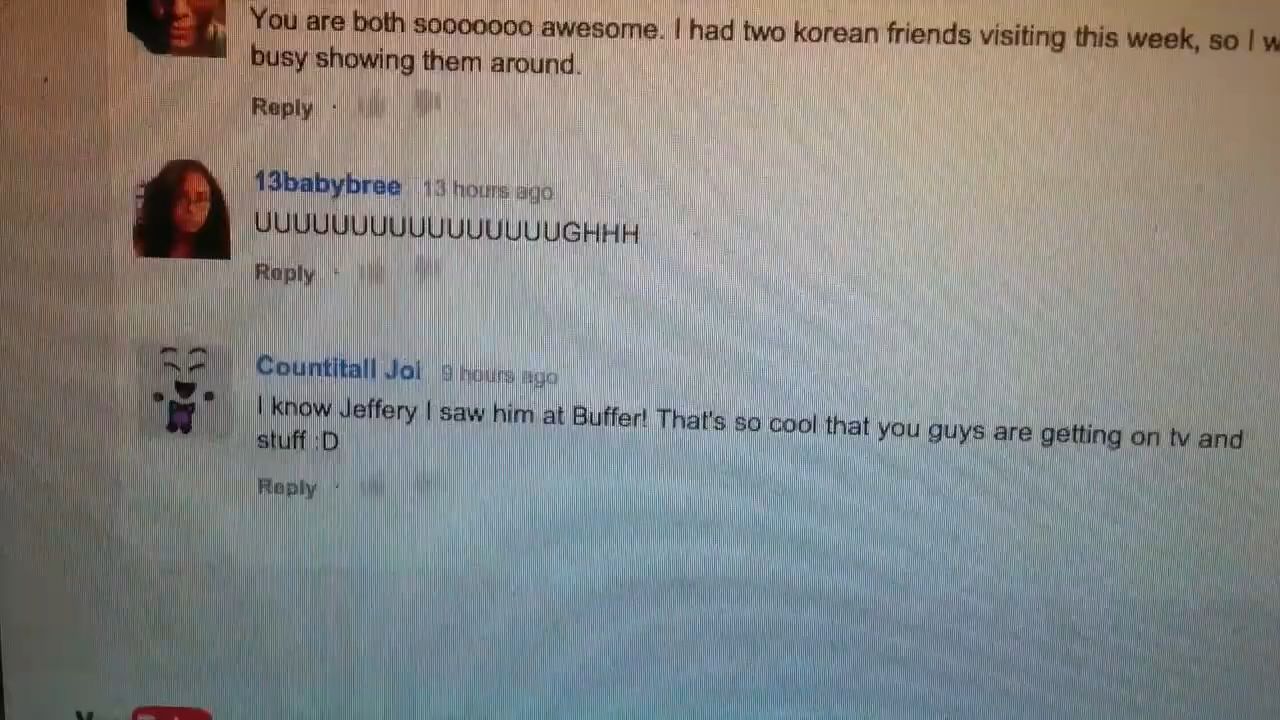 You are both sooooooo awesome. I had two korean friends visiting this week, so I w
busy showing them around.
Reply
13babybree 13 hours ago
UUUUUUUUUUUUUUUUGHHH
Reply
Countitall Joi 9 hours ago
I know Jeffery I saw him at Buffer! That's so cool that you guys are getting on tv and
stuff :D
Reply